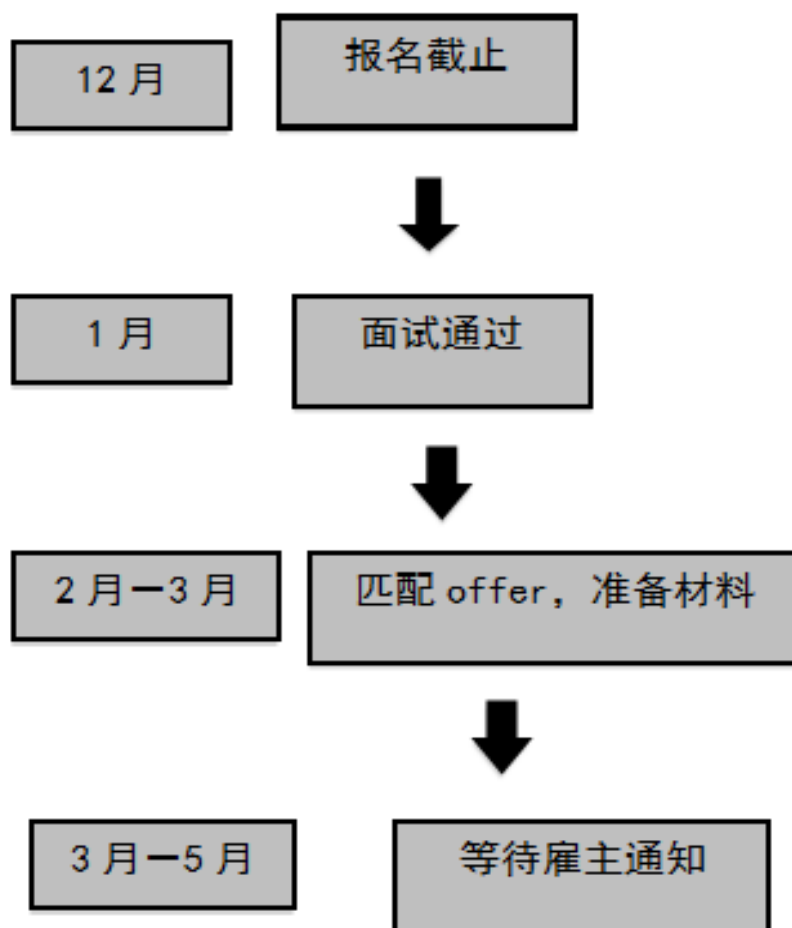 12 月
报名截止
1 月
面试通过
2 月—3 月
匹配 offer，准备材料
3 月—5 月
等待雇主通知